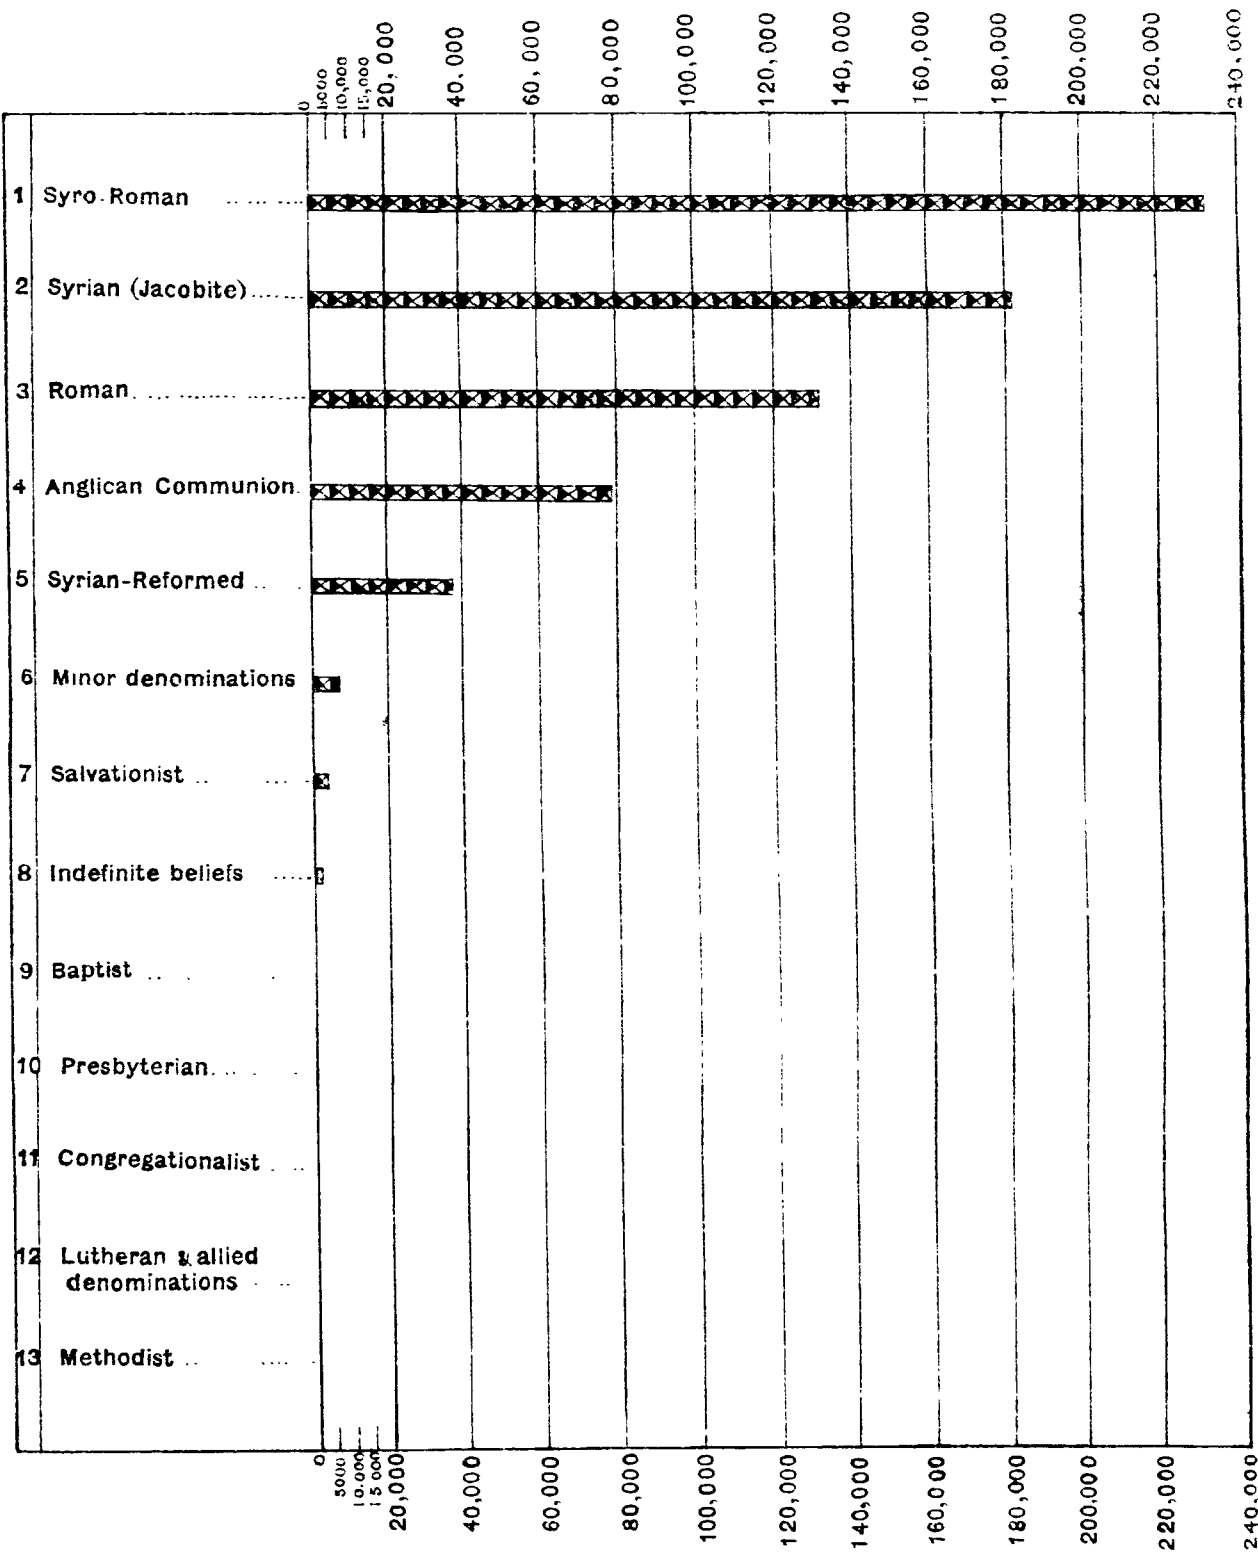 0 5000 10,000 15,000 20,000 40.000 60,000 80,000 100,000 120,000 140,000 160,000 180,000 200,000 220,000 240,000
1 Syro-Roman
2 Syrian (Jacobite)
3 Roman
4 Anglican Communion
5 Syrian-Reformed
6 Minor denominations
7 Salvationist
8 Indefinite beliefs
9 Baptist
10 Presbyterian
11 Congregationalist
12 Lutheran & allied
denominations
13 Methodist
0 5000 10.000 15000 20,000 40,000 60,000 80,000 100,000 120,000 140,000 160,000 180,000 200,000 220,000 240,000